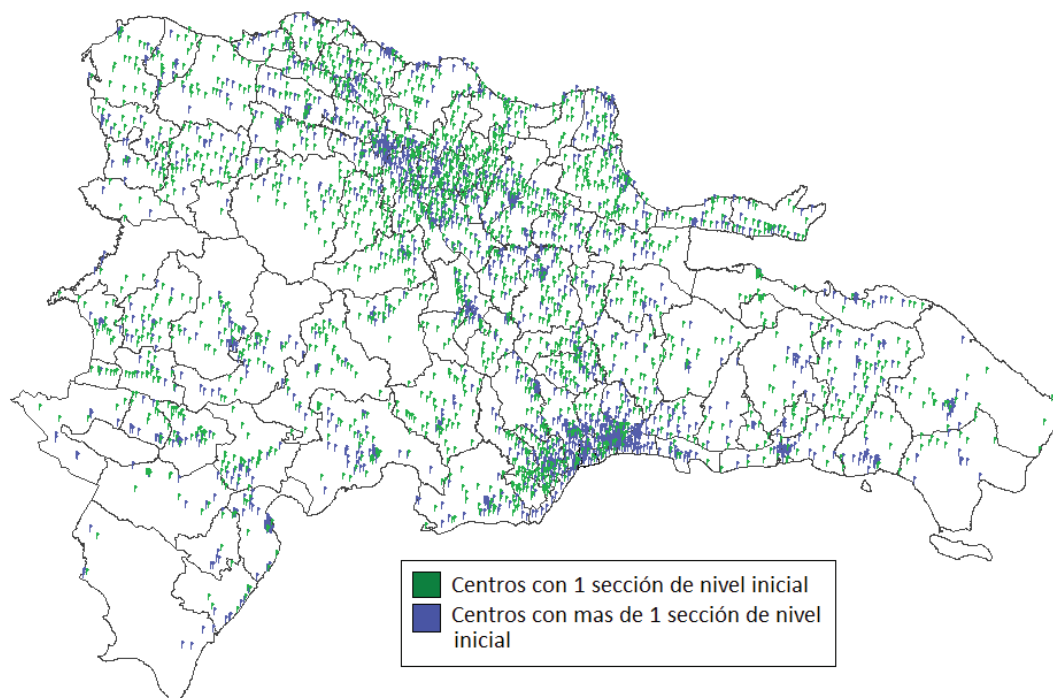 Centros con 1 sección de nivel inicial
Centros con mas de 1 sección de nivel
inicial